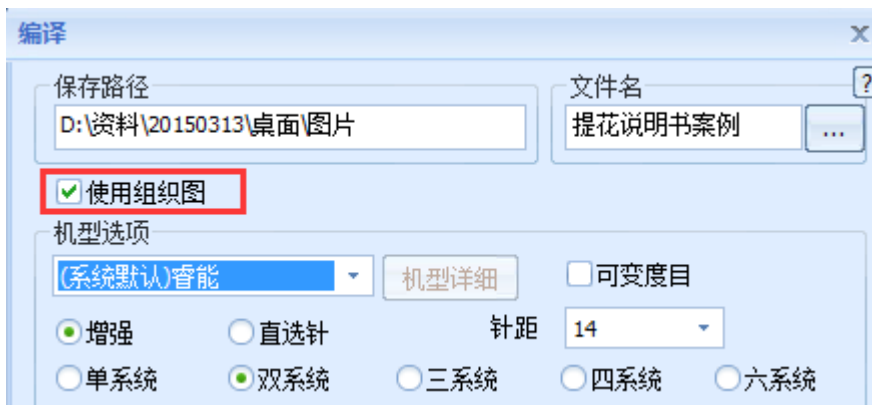 编译
保存路径
文件名
?
D:\资料\20150313\桌面\图片
提花说明书案例
...
使用组织图
机型选项
(系统默认)睿能
机型详细
可变度目
增强
直选针
针距
14
单系统
双系统
三系统
四系统
六系统